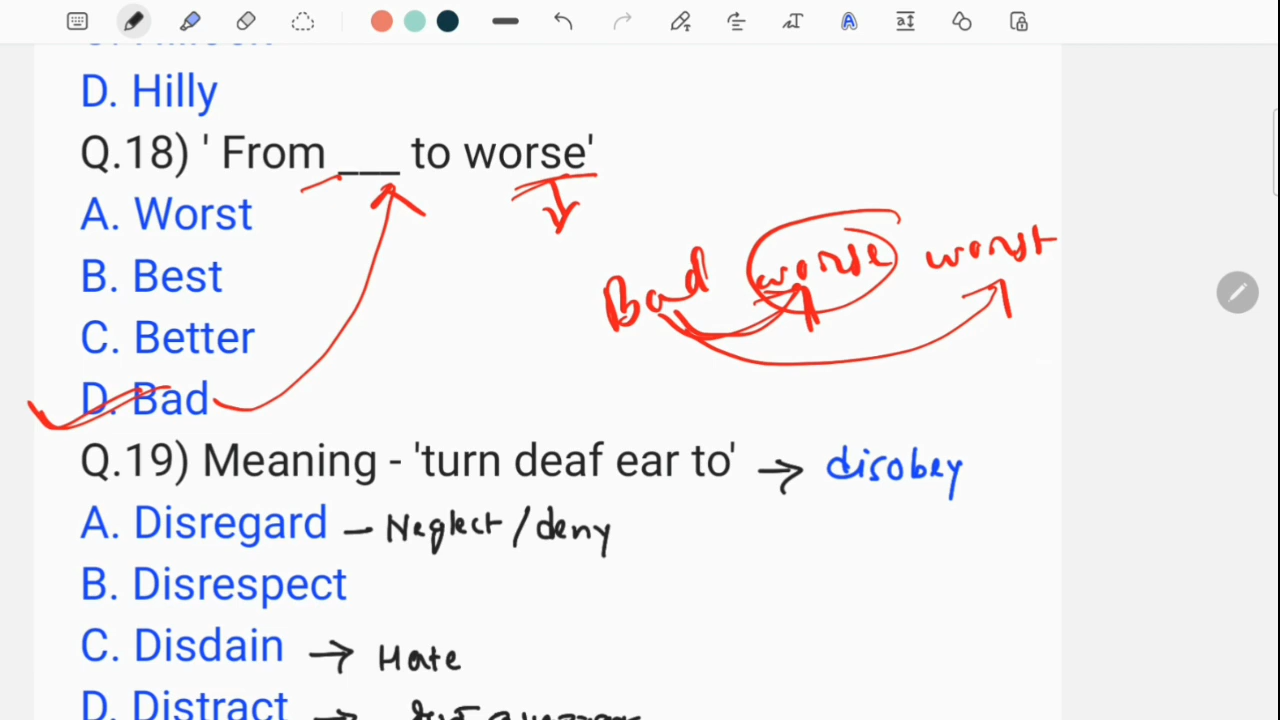 D. Hilly
Q.18) ' From ___ to worse'
A. Worst
B. Best
Bad worse worst
C. Better
D. Bad
Q.19) Meaning - 'turn deaf ear to' → disobey
A. Disregard - Neglect/deny
B. Disrespect
C. Disdain → Hate
D. Distract →